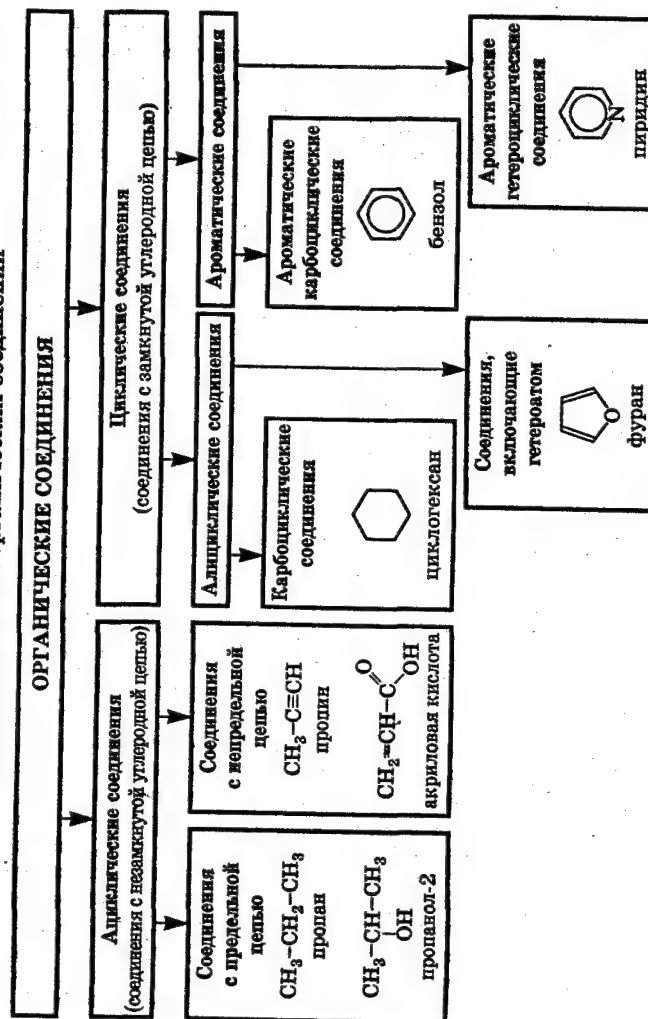 ОРГАНИЧЕСКИЕ СОЕДИНЕНИЯ
Ациклические соединения
(соединения с незамкнутой углеродной цепью)
Циклические соединения
(соединения с замкнутой углеродной цепью)
Соединения
с предельной
цепью
CH₃−CH₂−CH₃
пропан
CH₃−CH−CH₃
OH
пропанол-2
Соединения
с непредельной
цепью
CH₃−C≡CH
пропин
CH₂=CH−C
O
OH
акриловая кислота
Алициклические соединения
Карбоциклические
соединения
циклогексан
Соединения,
включающие
гетероатом
O
фуран
Ароматические соединения
Ароматические
карбоциклические
соединения
бензол
Ароматические
гетероциклические
соединения
N
пиридин